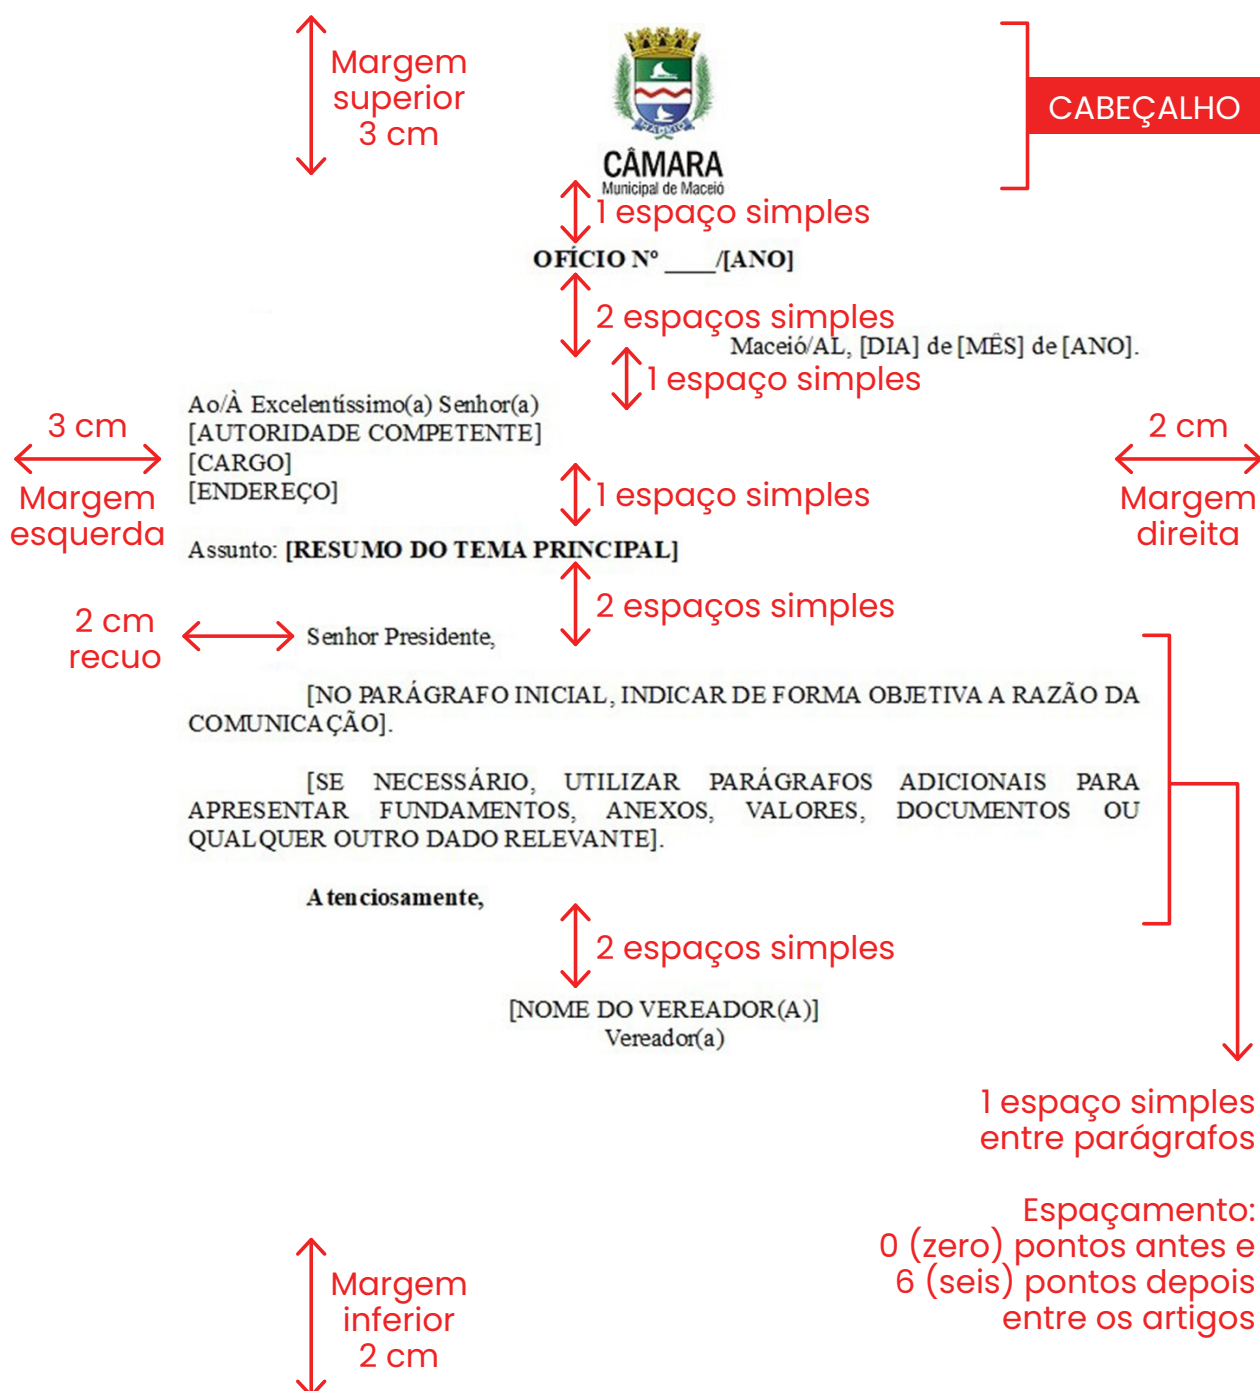 Margem
superior
3 cm
MACEIÓ
CÂMARA
Municipal de Maceió
CABEÇALHO
1 espaço simples
OFÍCIO Nº ____/[ANO]
2 espaços simples
Maceió/AL, [DIA] de [MÊS] de [ANO].
1 espaço simples
Ao/À Excelentíssimo(a) Senhor(a)
[AUTORIDADE COMPETENTE]
[CARGO]
[ENDEREÇO]
3 cm
Margem
esquerda
2 cm
Margem
direita
1 espaço simples
Assunto: [RESUMO DO TEMA PRINCIPAL]
2 espaços simples
2 cm
recuo
Senhor Presidente,
[NO PARÁGRAFO INICIAL, INDICAR DE FORMA OBJETIVA A RAZÃO DA
COMUNICAÇÃO].
[SE NECESSÁRIO, UTILIZAR PARÁGRAFOS ADICIONAIS PARA
APRESENTAR FUNDAMENTOS, ANEXOS, VALORES, DOCUMENTOS OU
QUALQUER OUTRO DADO RELEVANTE].
Atenciosamente,
2 espaços simples
[NOME DO VEREADOR(A)]
Vereador(a)
1 espaço simples
entre parágrafos
Espaçamento:
0 (zero) pontos antes e
6 (seis) pontos depois
entre os artigos
Margem
inferior
2 cm